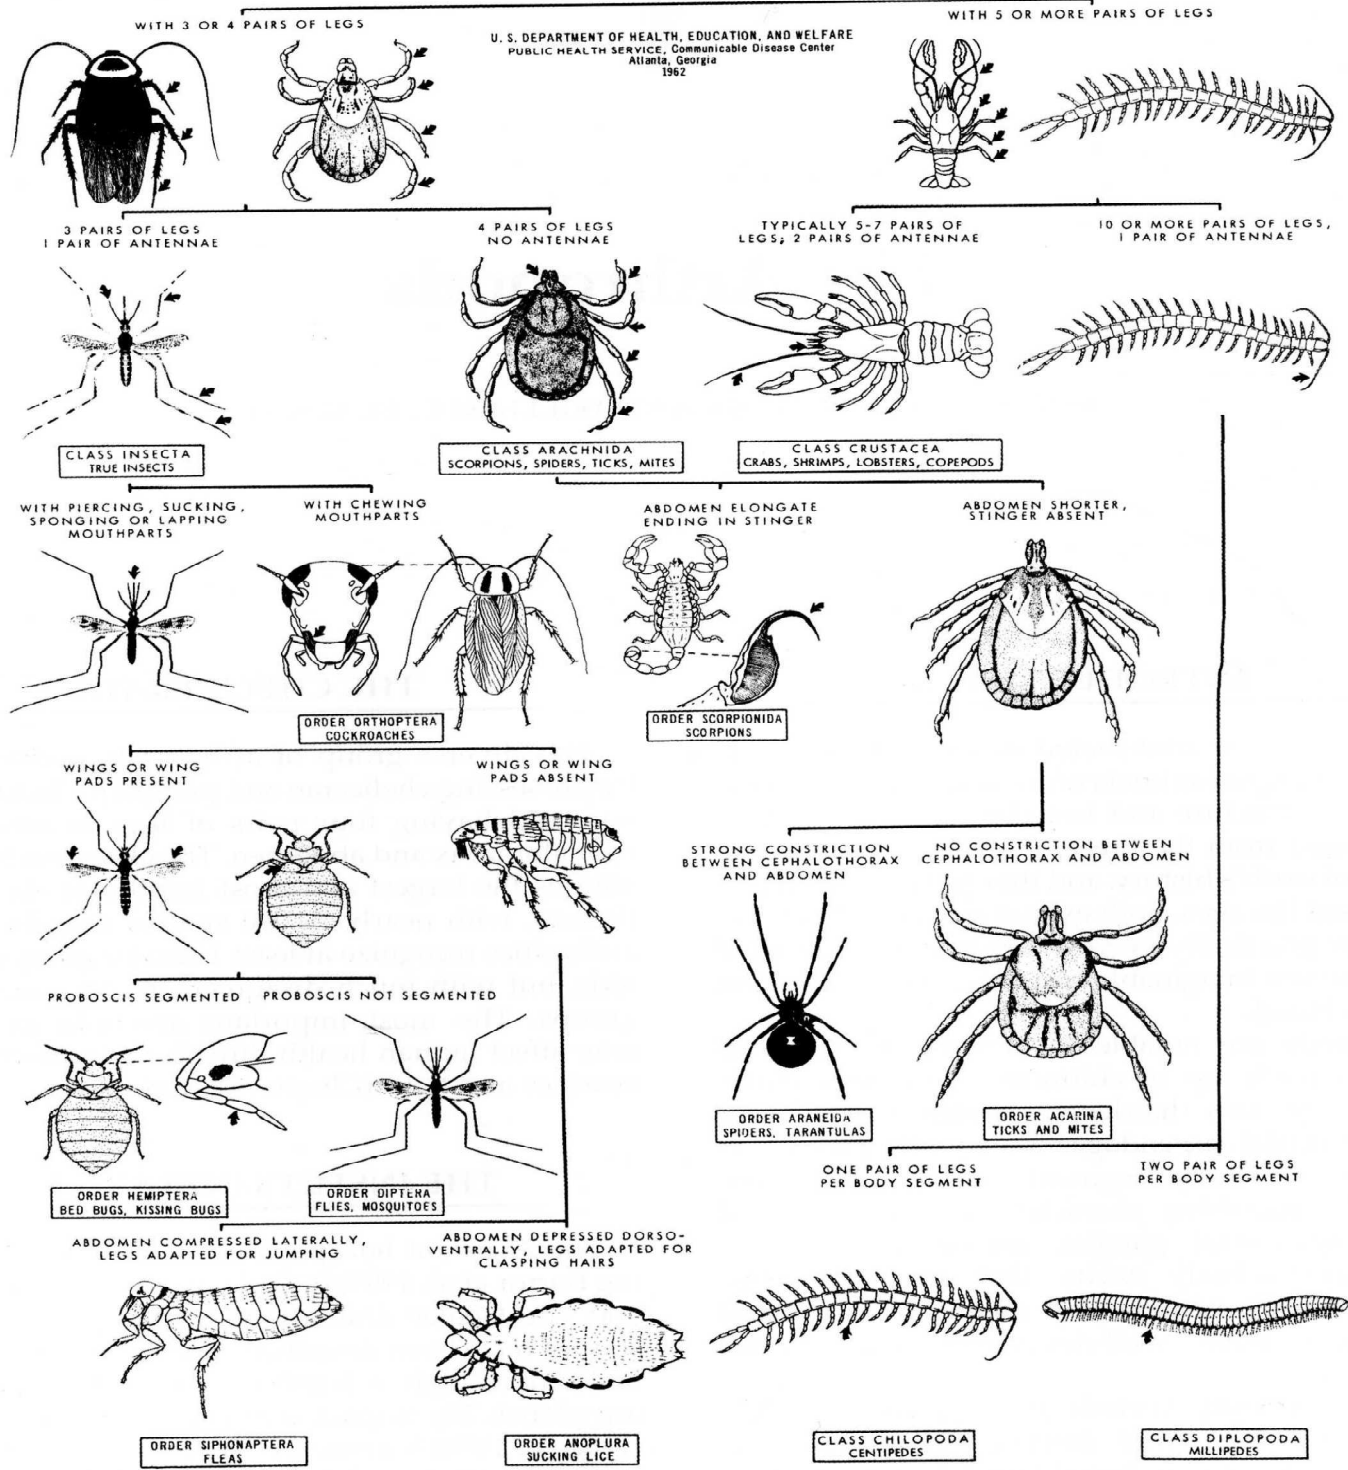 WITH 3 OR 4 PAIRS OF LEGS
WITH 5 OR MORE PAIRS OF LEGS
U. S. DEPARTMENT OF HEALTH, EDUCATION, AND WELFARE
PUBLIC HEALTH SERVICE, Communicable Disease Center
Atlanta, Georgia
1962
3 PAIRS OF LEGS
1 PAIR OF ANTENNAE
4 PAIRS OF LEGS
NO ANTENNAE
TYPICALLY 5-7 PAIRS OF
LEGS; 2 PAIRS OF ANTENNAE
10 OR MORE PAIRS OF LEGS,
1 PAIR OF ANTENNAE
CLASS INSECTA
TRUE INSECTS
CLASS ARACHNIDA
SCORPIONS, SPIDERS, TICKS, MITES
CLASS CRUSTACEA
CRABS, SHRIMPS, LOBSTERS, COPEPODS
WITH PIERCING, SUCKING,
SPONGING OR LAPPING
MOUTHPARTS
WITH CHEWING
MOUTHPARTS
ABDOMEN ELONGATE
ENDING IN STINGER
ABDOMEN SHORTER,
STINGER ABSENT
ORDER ORTHOPTERA
COCKROACHES
ORDER SCORPIONIDA
SCORPIONS
WINGS OR WING
PADS PRESENT
WINGS OR WING
PADS ABSENT
STRONG CONSTRICTION
BETWEEN CEPHALOTHORAX
AND ABDOMEN
NO CONSTRICTION BETWEEN
CEPHALOTHORAX AND ABDOMEN
PROBOSCIS SEGMENTED
PROBOSCIS NOT SEGMENTED
ORDER ARANEIDA
SPIDERS, TARANTULAS
ORDER ACARINA
TICKS AND MITES
ONE PAIR OF LEGS
PER BODY SEGMENT
TWO PAIR OF LEGS
PER BODY SEGMENT
ORDER HEMIPTERA
BED BUGS, KISSING BUGS
ORDER DIPTERA
FLIES, MOSQUITOES
ABDOMEN COMPRESSED LATERALLY,
LEGS ADAPTED FOR JUMPING
ABDOMEN DEPRESSED DORSO-
VENTRALLY, LEGS ADAPTED FOR
CLASPING HAIRS
ORDER SIPHONAPTERA
FLEAS
ORDER ANOPLURA
SUCKING LICE
CLASS CHILOPODA
CENTIPEDES
CLASS DIPLOPODA
MILLIPEDES